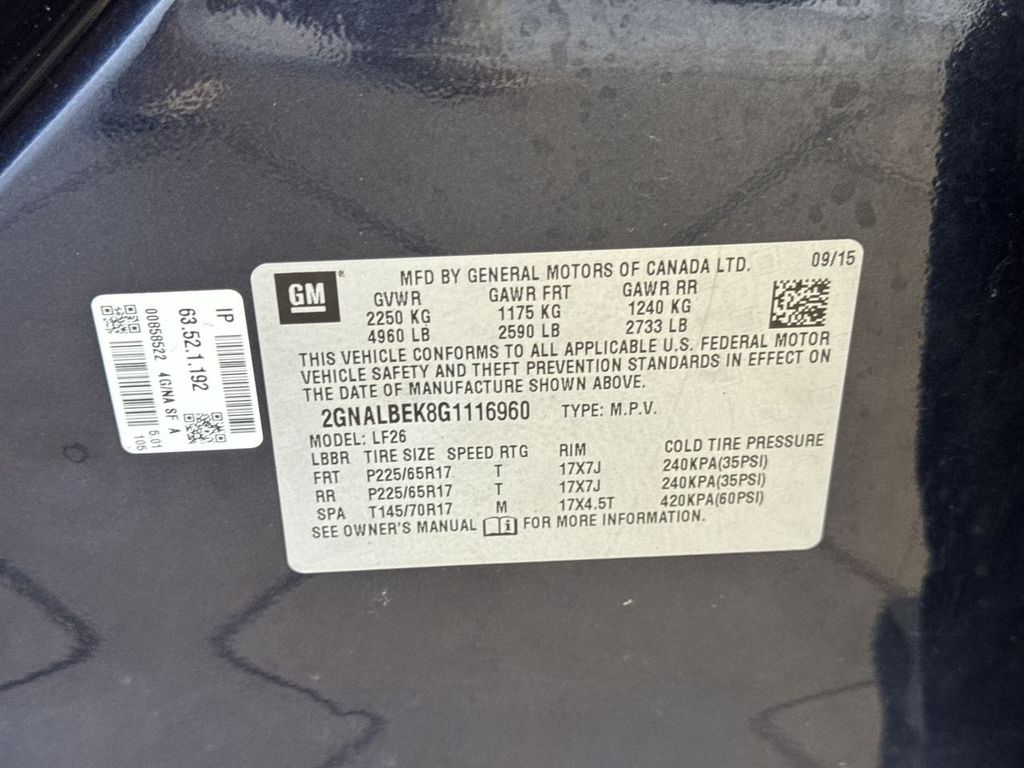 GM®
MFD BY GENERAL MOTORS OF CANADA LTD. 09/15
GVWR GAWR FRT GAWR RR
2250 KG 1175 KG 1240 KG
4960 LB 2590 LB 2733 LB
THIS VEHICLE CONFORMS TO ALL APPLICABLE U.S. FEDERAL MOTOR
VEHICLE SAFETY AND THEFT PREVENTION STANDARDS IN EFFECT ON
THE DATE OF MANUFACTURE SHOWN ABOVE.
2GNALBEK8G1116960 TYPE: M.P.V.
MODEL: LF26
LBBR TIRE SIZE SPEED RTG RIM COLD TIRE PRESSURE
FRT P225/65R17 T 17X7J 240KPA(35PSI)
RR P225/65R17 T 17X7J 240KPA(35PSI)
SPA T145/70R17 M 17X4.5T 420KPA(60PSI)
SEE OWNER'S MANUAL i FOR MORE INFORMATION.
IP
63.52.1.192
00858522 4G/NA SF A
5.01
105